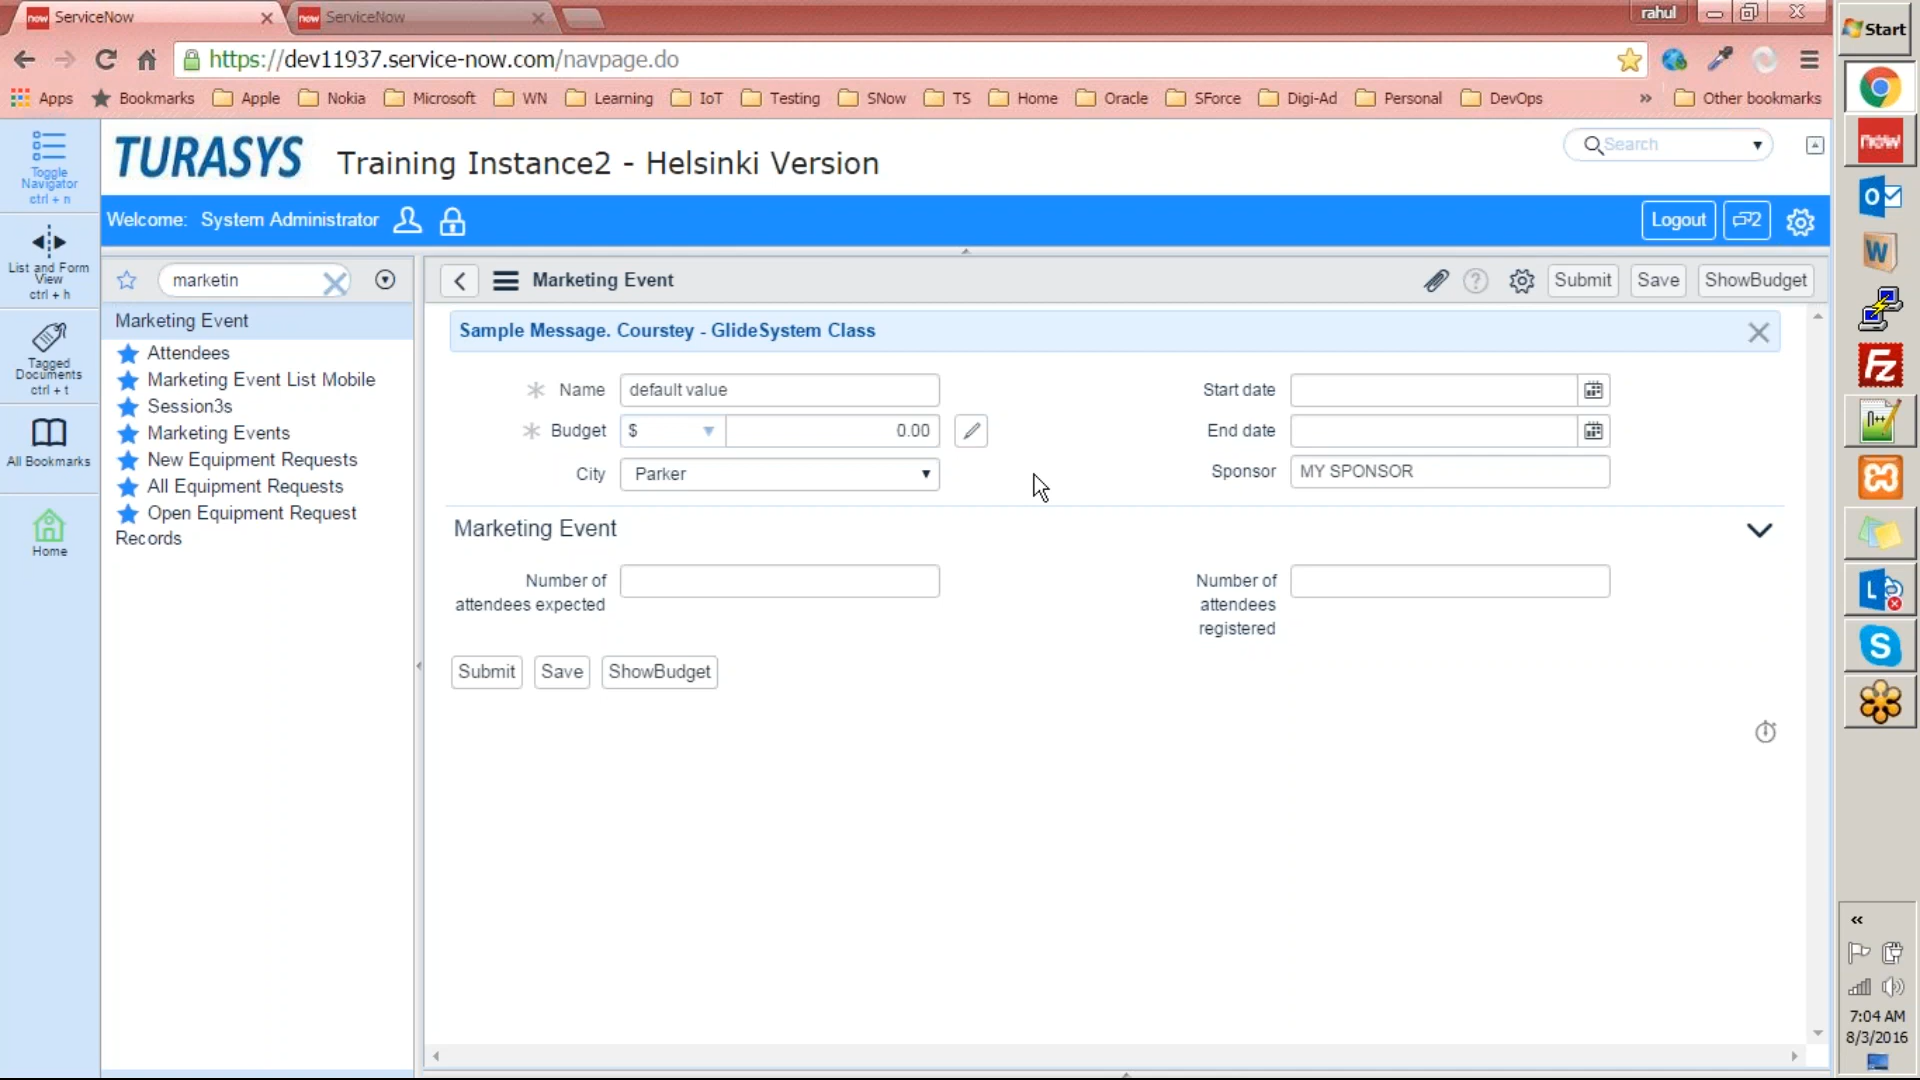 ServiceNow
ServiceNow
rahul
https://dev11937.service-now.com/navpage.do
Apps Bookmarks Apple Nokia Microsoft WN Learning IoT Testing SNow TS Home Oracle SForce Digi-Ad Personal DevOps » Other bookmarks
Start
Toggle
Navigator
ctrl + n
List and Form
View
ctrl + h
Tagged
Documents
ctrl + t
All Bookmarks
Home
TURASYS Training Instance2 - Helsinki Version
Search
Welcome: System Administrator
Logout
2
marketin
Marketing Event
Attendees
Marketing Event List Mobile
Session3s
Marketing Events
New Equipment Requests
All Equipment Requests
Open Equipment Request
Records
Marketing Event
Submit Save ShowBudget
Sample Message. Courstey - GlideSystem Class
Name default value
Budget $ 0.00
City Parker
Start date
End date
Sponsor MY SPONSOR
Marketing Event
Number of
attendees expected
Number of
attendees
registered
Submit Save ShowBudget
7:04 AM
8/3/2016